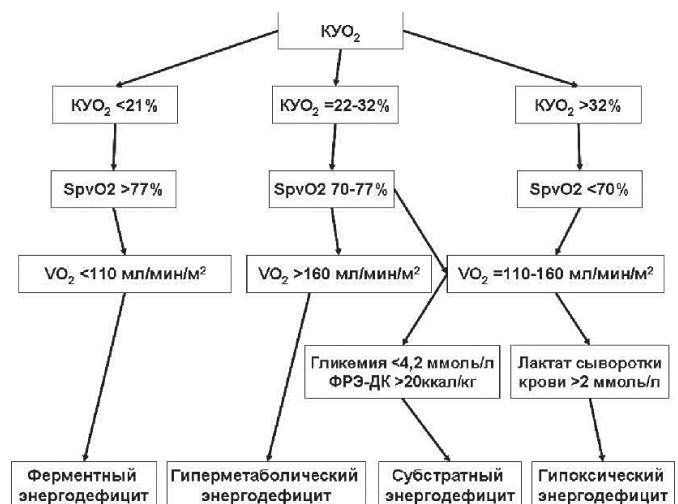 КУО₂
КУО₂ <21%
КУО₂ =22-32%
КУО₂ >32%
SpvO2 >77%
SpvO2 70-77%
SpvO2 <70%
VO₂ <110 мл/мин/м²
VO₂ >160 мл/мин/м²
VO₂ =110-160 мл/мин/м²
Гликемия <4,2 ммоль/л
ФРЭ-ДК >20ккал/кг
Лактат сыворотки
крови >2 ммоль/л
Ферментный
энергодефицит
Гиперметаболический
энергодефицит
Субстратный
энергодефицит
Гипоксический
энергодефицит